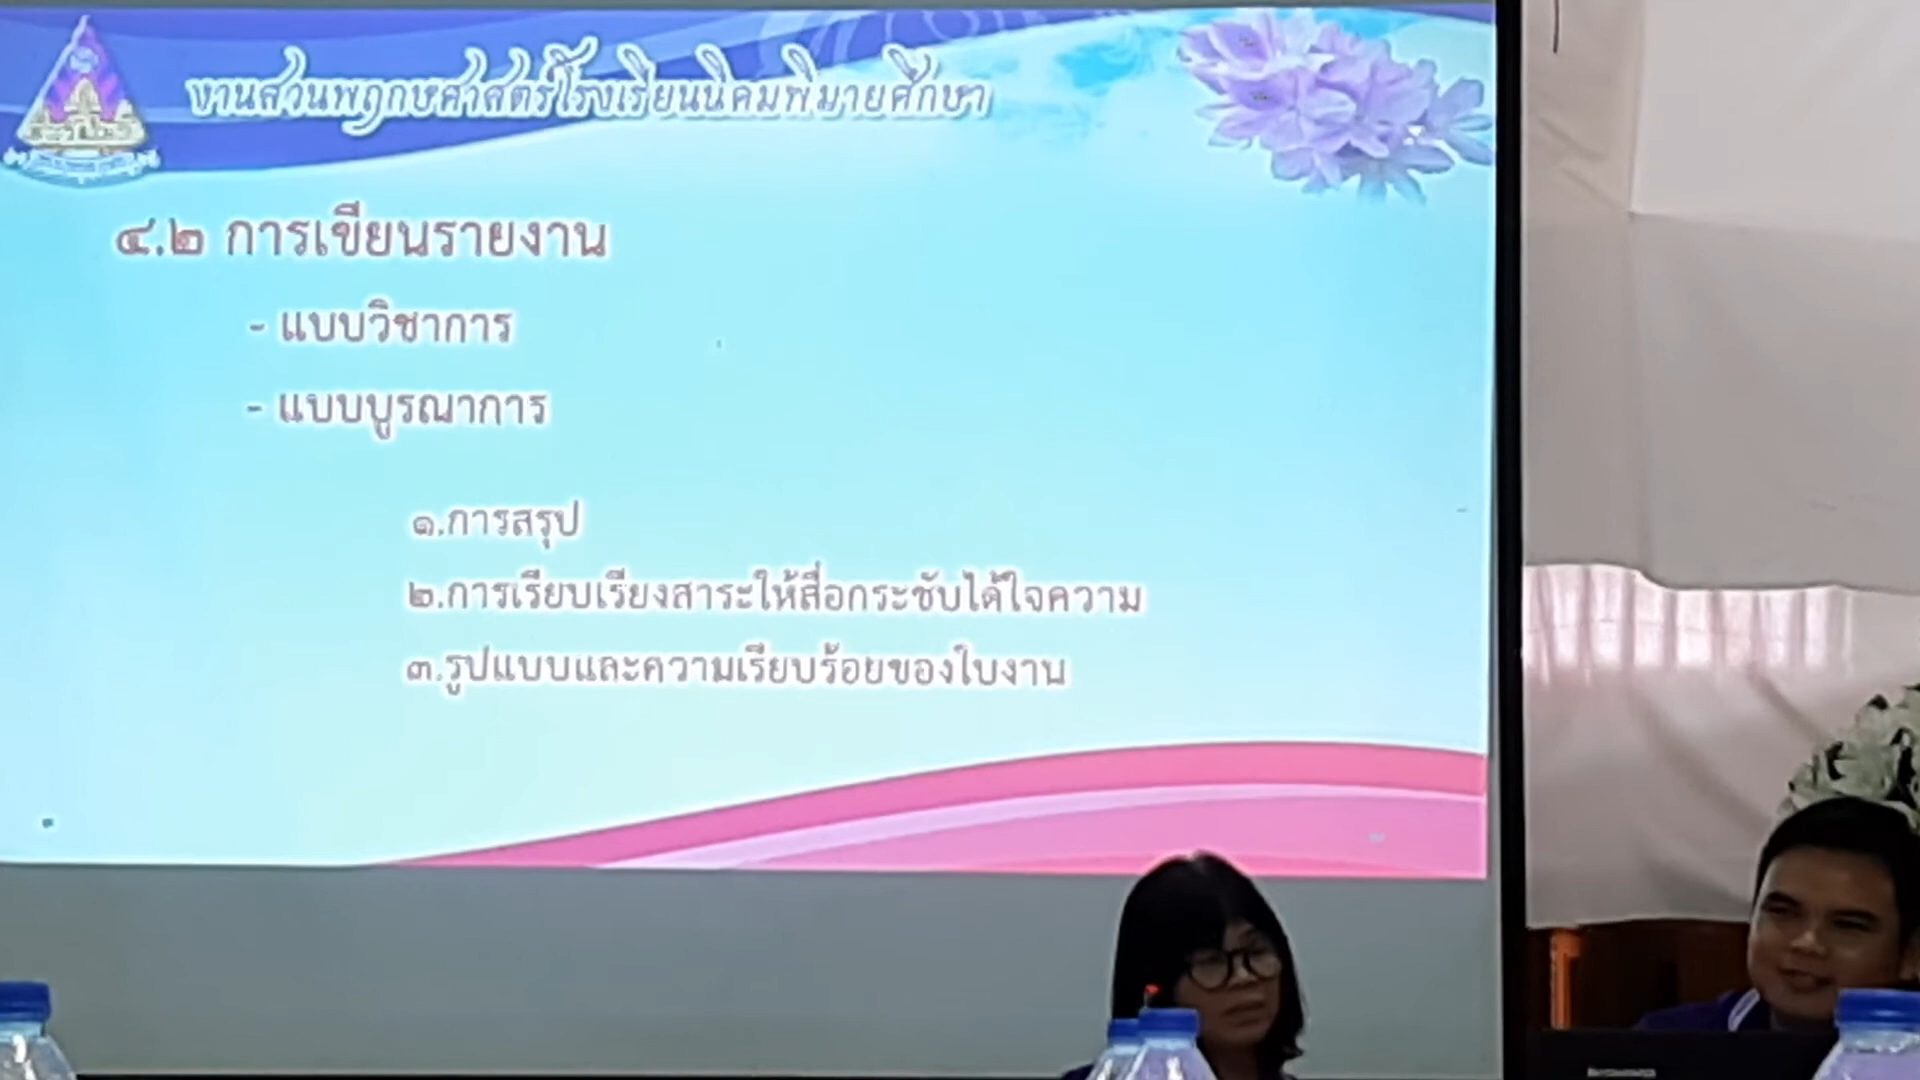 งานสวนพฤกษศาสตร์โรงเรียนนิคมพิมายศึกษา
๔.๒ การเขียนรายงาน
- แบบวิชาการ
- แบบบูรณาการ
๑.การสรุป
๒.การเรียบเรียงสาระให้สื่อกระชับได้ใจความ
๓.รูปแบบและความเรียบร้อยของใบงาน